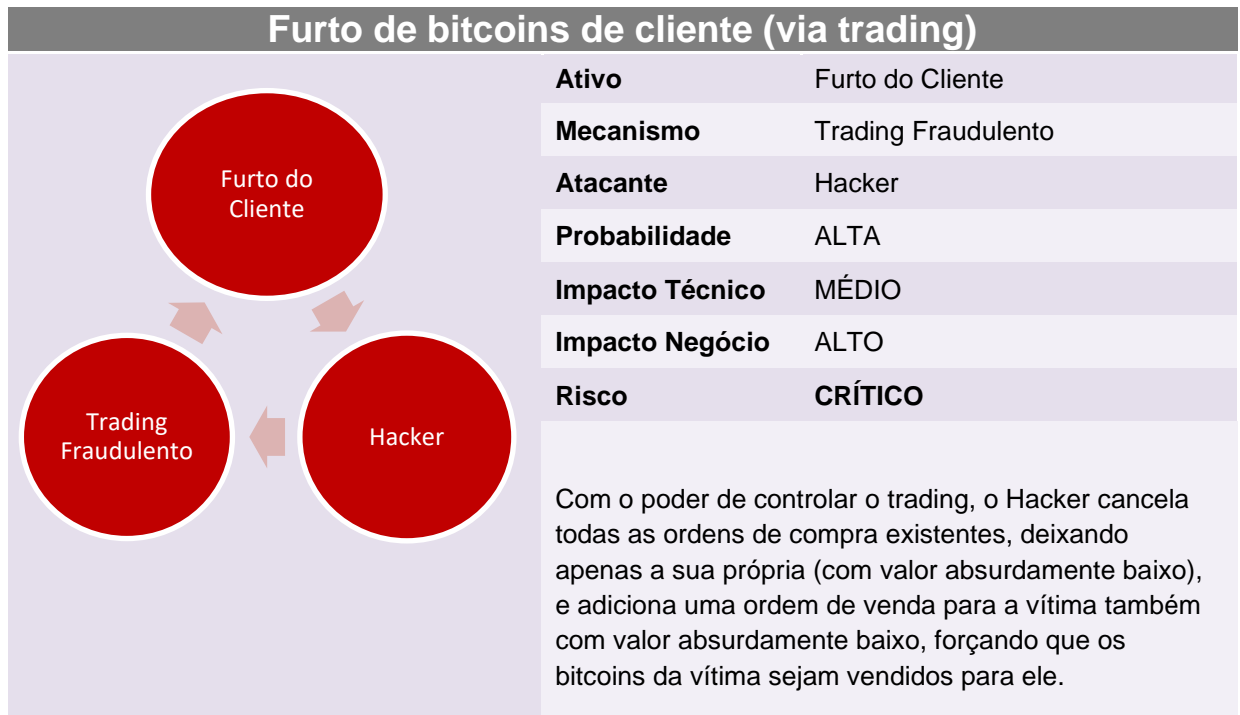 Furto de bitcoins de cliente (via trading)
Furto do
Cliente
Trading
Fraudulento
Hacker
Ativo Furto do Cliente
Mecanismo Trading Fraudulento
Atacante Hacker
Probabilidade ALTA
Impacto Técnico MÉDIO
Impacto Negócio ALTO
Risco CRÍTICO
Com o poder de controlar o trading, o Hacker cancela
todas as ordens de compra existentes, deixando
apenas a sua própria (com valor absurdamente baixo),
e adiciona uma ordem de venda para a vítima também
com valor absurdamente baixo, forçando que os
bitcoins da vítima sejam vendidos para ele.